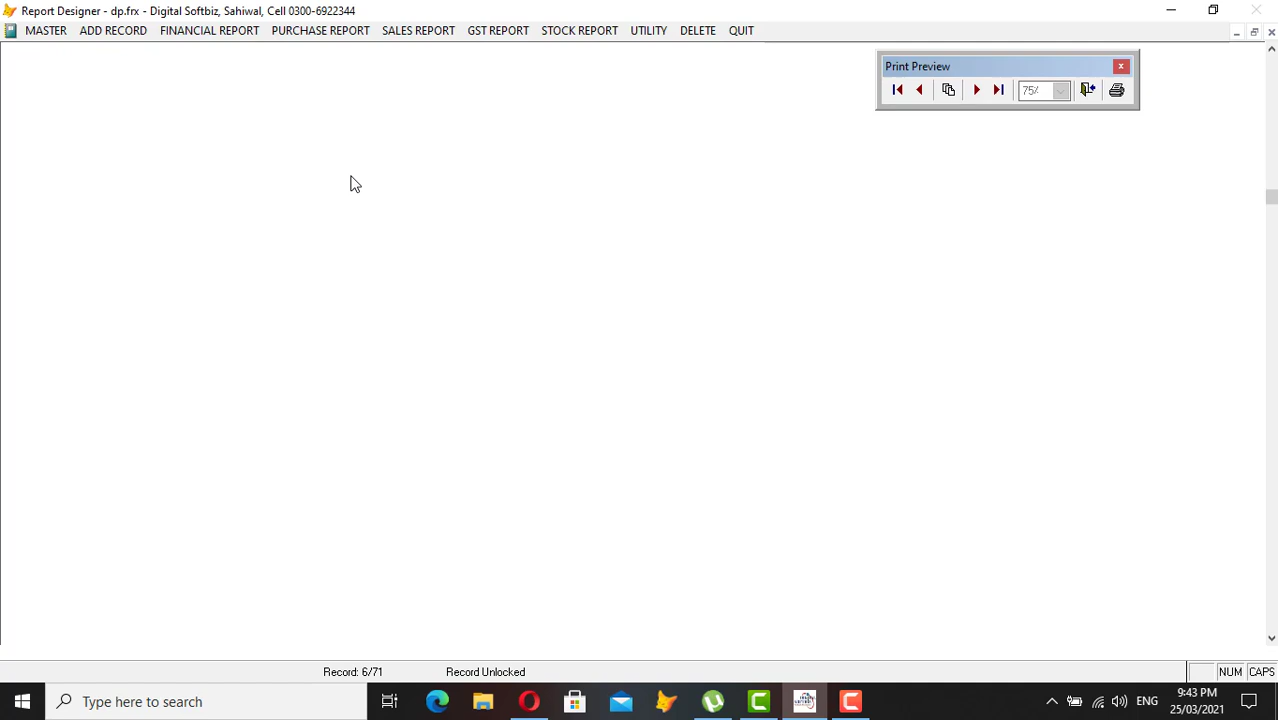 Report Designer - dp.frx - Digital Softbiz, Sahiwal, Cell 0300-6922344
MASTER ADD RECORD FINANCIAL REPORT PURCHASE REPORT SALES REPORT GST REPORT STOCK REPORT UTILITY DELETE QUIT
Print Preview
75%
Record: 6/71 Record Unlocked NUM CAPS
Type here to search
ENG
9:43 PM
25/03/2021